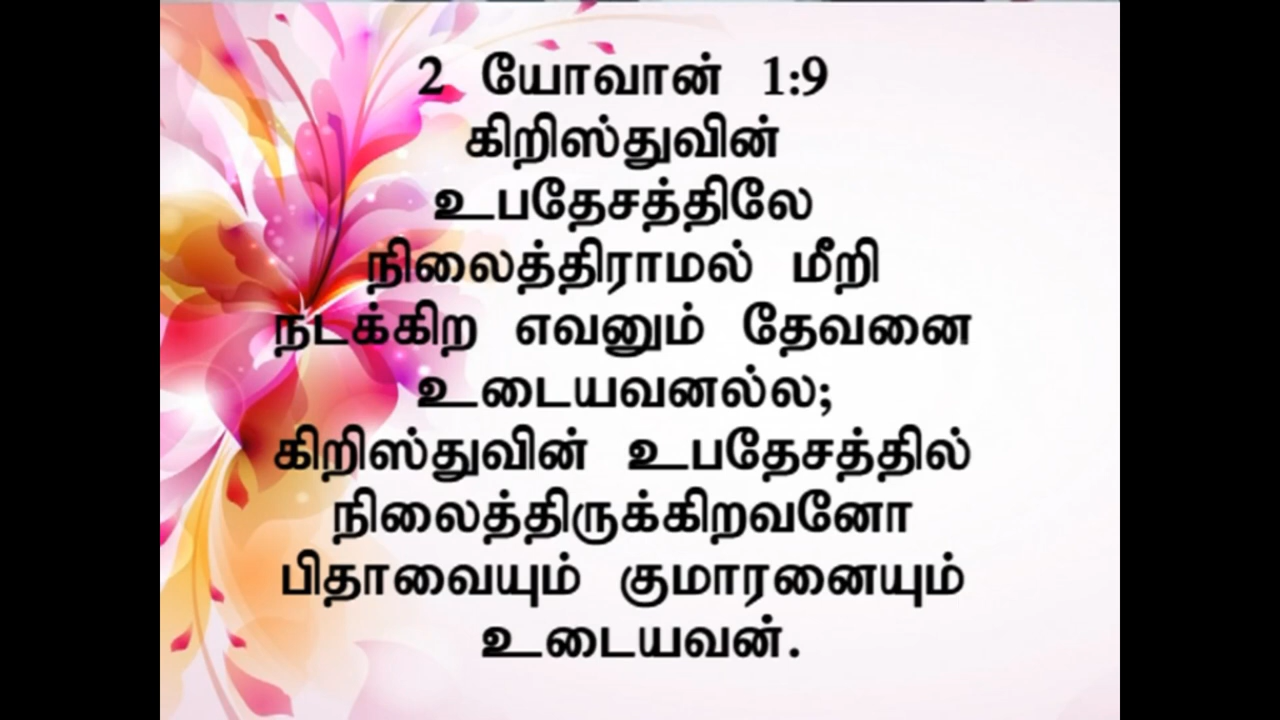 2 யோவான் 1:9
கிறிஸ்துவின்
உபதேசத்திலே
நிலைத்திராமல் மீறி
நடக்கிற எவனும் தேவனை
உடையவனல்ல;
கிறிஸ்துவின் உபதேசத்தில்
நிலைத்திருக்கிறவனோ
பிதாவையும் குமாரனையும்
உடையவன்.